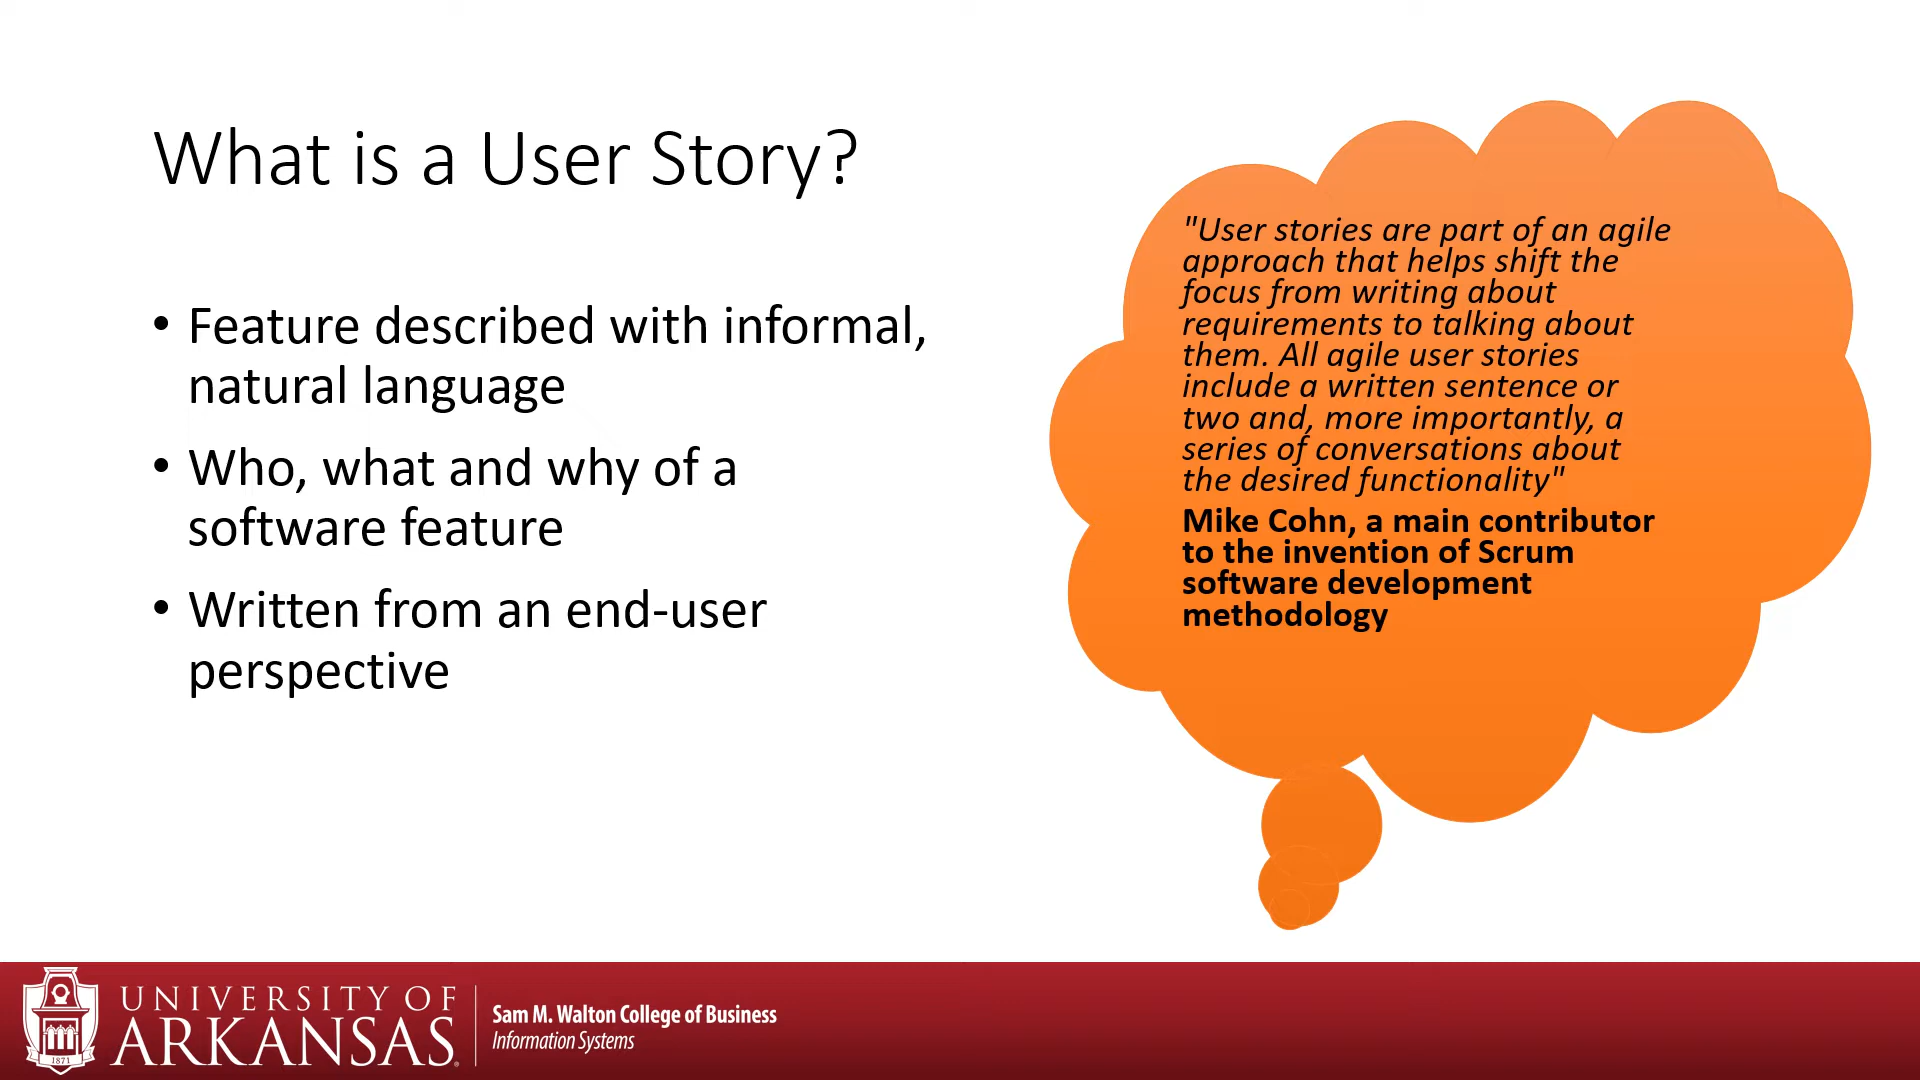 What is a User Story?
• Feature described with informal,
natural language
• Who, what and why of a
software feature
• Written from an end-user
perspective
"User stories are part of an agile
approach that helps shift the
focus from writing about
requirements to talking about
them. All agile user stories
include a written sentence or
two and, more importantly, a
series of conversations about
the desired functionality"
Mike Cohn, a main contributor
to the invention of Scrum
software development
methodology
1871
UNIVERSITY OF
ARKANSAS.
Sam M. Walton College of Business
Information Systems